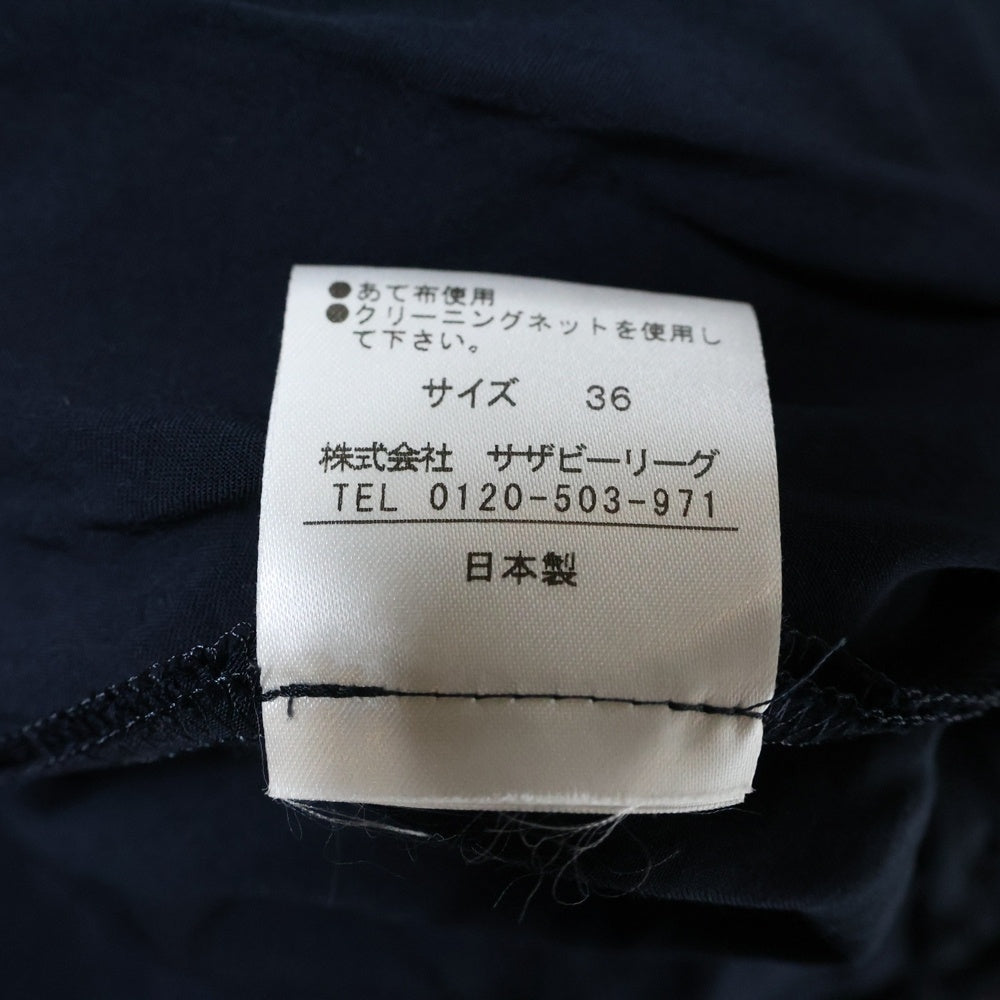 ●あて布使用
●クリーニングネットを使用し
て下さい。
サイズ 36
株式会社 サザビーリーグ
TEL 0120-503-971
日本製